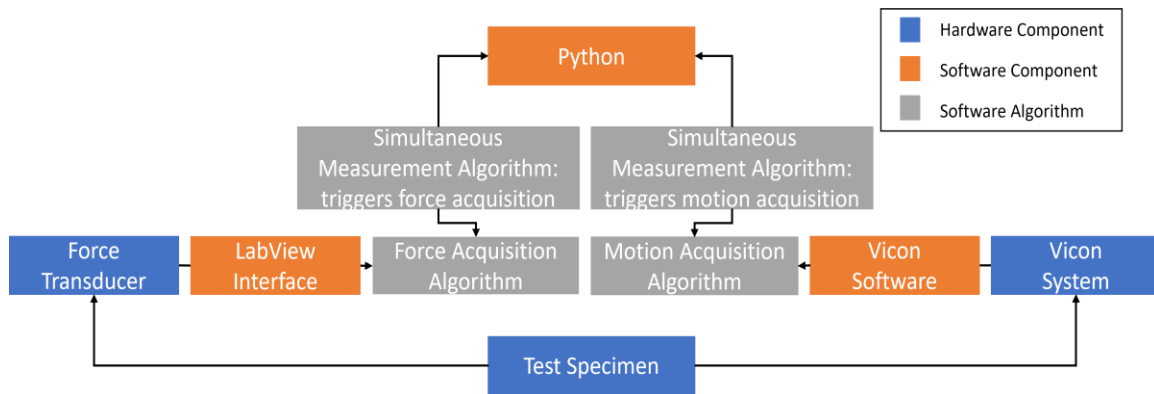 Hardware Component
Software Component
Software Algorithm
Python
Simultaneous
Measurement Algorithm:
triggers force acquisition
Simultaneous
Measurement Algorithm:
triggers motion acquisition
Force
Transducer
LabView
Interface
Force Acquisition
Algorithm
Motion Acquisition
Algorithm
Vicon
Software
Vicon
System
Test Specimen